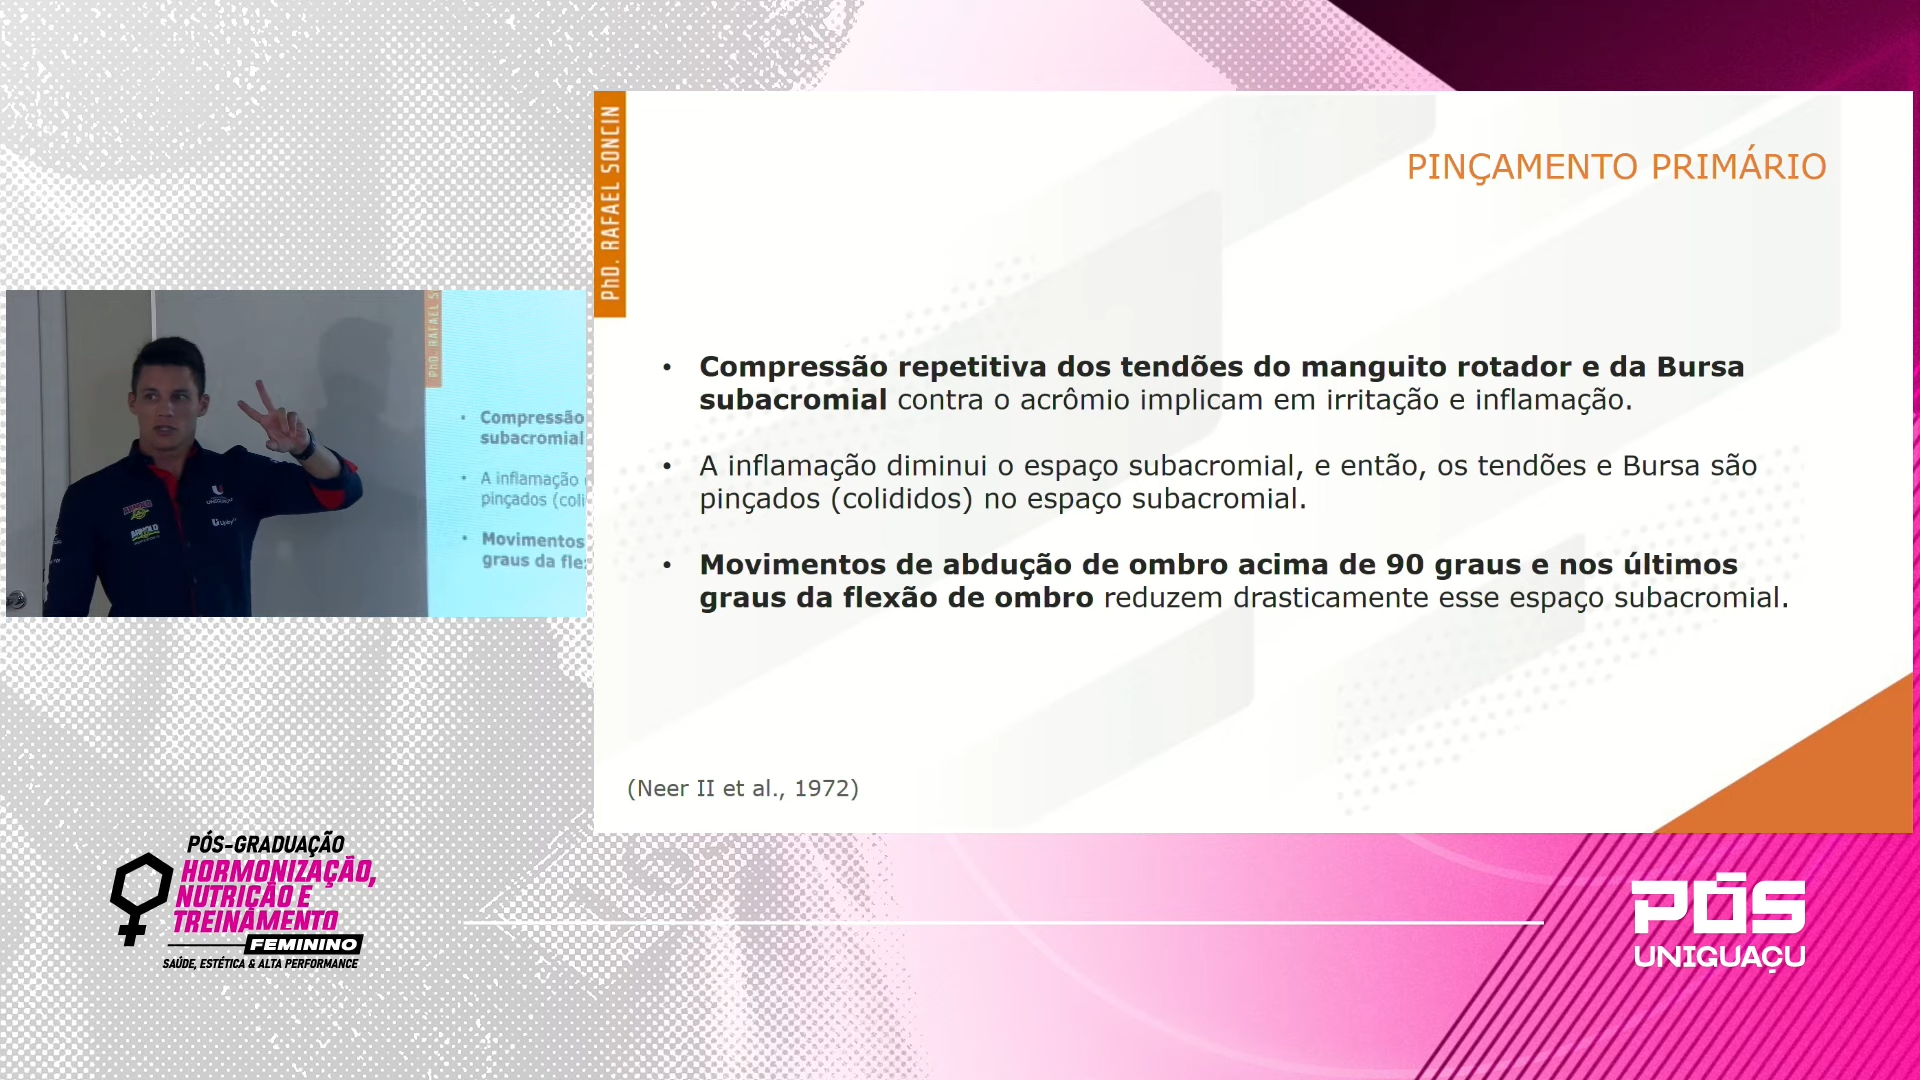 PhD. RAFAEL SONCIN
PINÇAMENTO PRIMÁRIO
• Compressão repetitiva dos tendões do manguito rotador e da Bursa
subacromial contra o acrômio implicam em irritação e inflamação.
• A inflamação diminui o espaço subacromial, e então, os tendões e Bursa são
pinçados (colididos) no espaço subacromial.
• Movimentos de abdução de ombro acima de 90 graus e nos últimos
graus da flexão de ombro reduzem drasticamente esse espaço subacromial.
(Neer II et al., 1972)
PhD. RAFAEL S
• Compressão
subacromial
• A inflamação
pinçados (coli
• Movimentos
graus da fle
PÓS-GRADUAÇÃO
HORMONIZAÇÃO,
NUTRIÇÃO E
TREINAMENTO
FEMININO
SAÚDE, ESTÉTICA & ALTA PERFORMANCE
PÓS
UNIGUAÇU